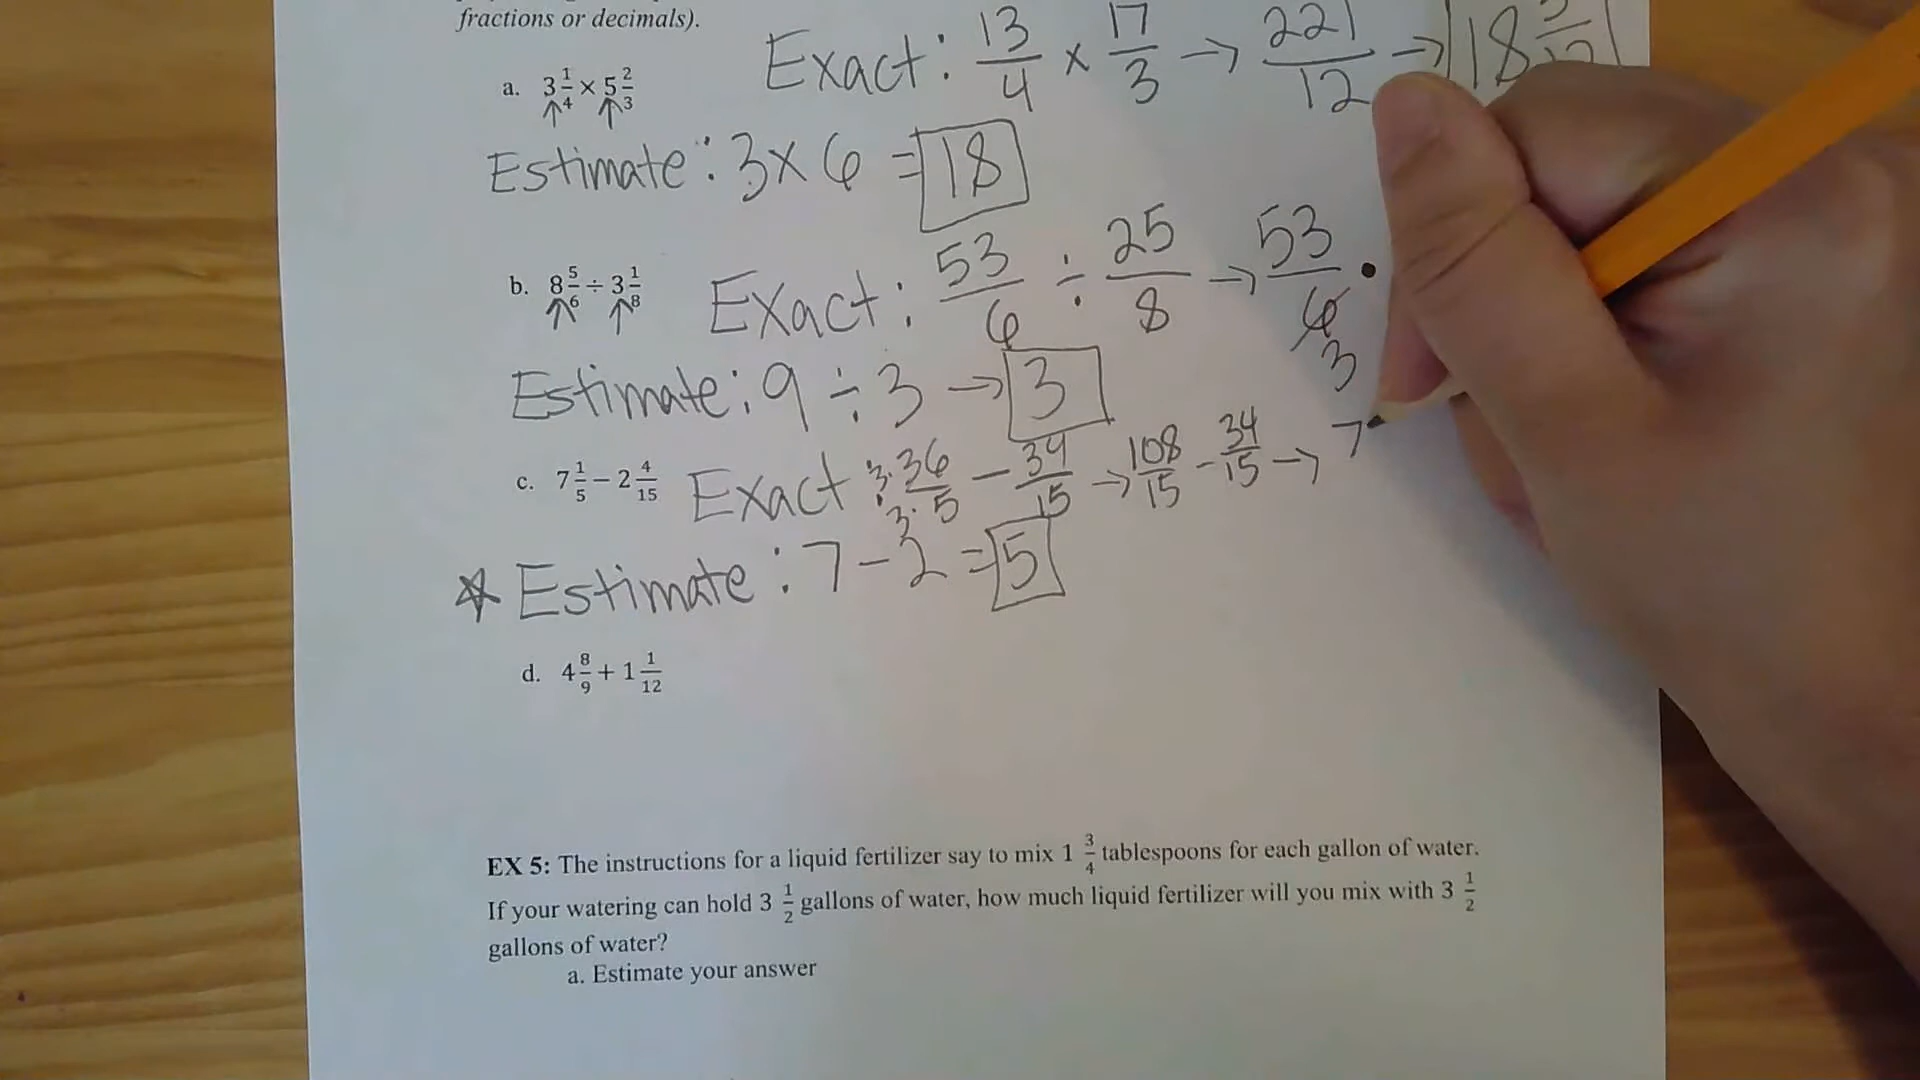 fractions or decimals).
Exact: 13/4 × 17/3 → 221/12 → 18
a. 3 1/4 × 5 2/3
Estimate: 3 × 6 = 18
b. 8 5/6 ÷ 3 1/8
Exact: 53/6 ÷ 25/8 → 53/6 ·
3
Estimate: 9 ÷ 3 → 3
c. 7 1/5 − 2 4/15
Exact: 3·36/3·5 − 34/15 → 108/15 − 34/15 → 7
Estimate: 7 − 2 = 5
d. 4 8/9 + 1 1/12
EX 5: The instructions for a liquid fertilizer say to mix 1 3/4 tablespoons for each gallon of water.
If your watering can hold 3 1/2 gallons of water, how much liquid fertilizer will you mix with 3 1/2
gallons of water?
a. Estimate your answer